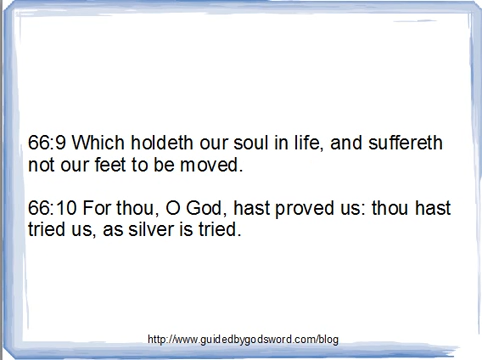 66:9 Which holdeth our soul in life, and suffereth
not our feet to be moved.
66:10 For thou, O God, hast proved us: thou hast
tried us, as silver is tried.
http://www.guidedbygodsword.com/blog